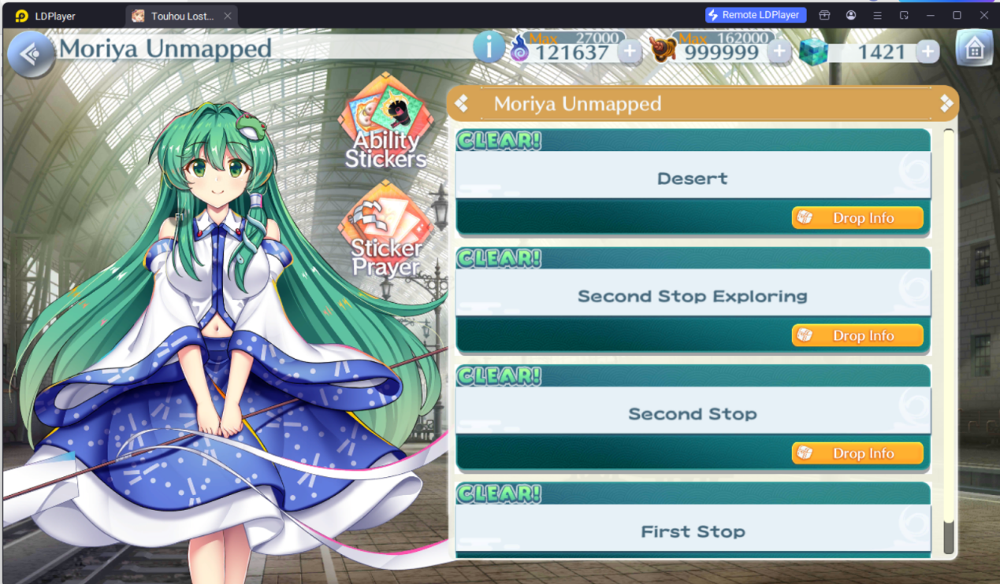 LDPlayer
Touhou Lost...
Remote LDPlayer
Moriya Unmapped
i
Max 27000
121637
Max 162000
999999
1421
Ability
Stickers
Sticker
Prayer
F1
Moriya Unmapped
CLEAR!
Desert
Drop Info
CLEAR!
Second Stop Exploring
Drop Info
CLEAR!
Second Stop
Drop Info
CLEAR!
First Stop